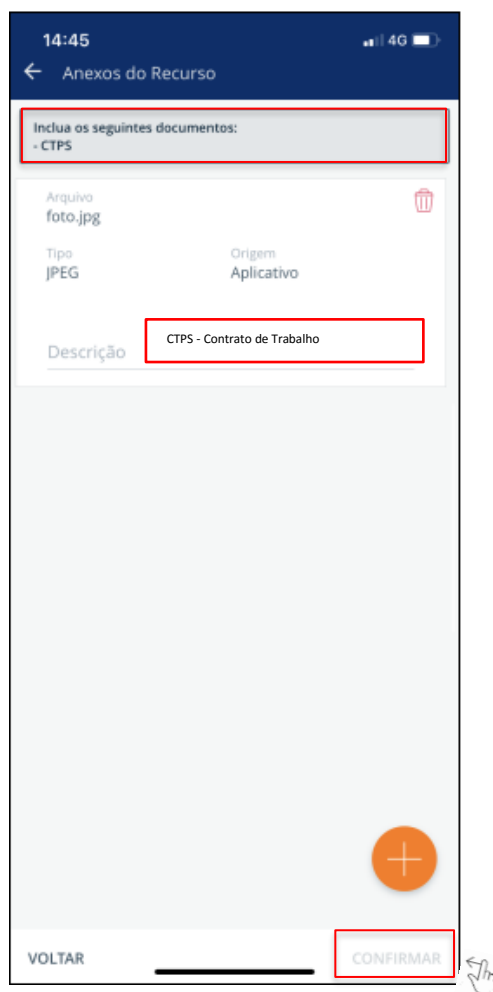 14:45
4G
Anexos do Recurso
Inclua os seguintes documentos:
- CTPS
Arquivo
foto.jpg
Tipo
Origem
JPEG
Aplicativo
Descrição
CTPS - Contrato de Trabalho
VOLTAR
CONFIRMAR